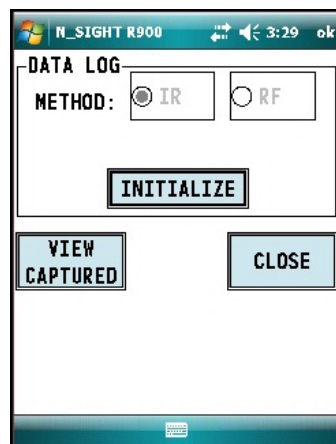 N_SIGHT R900 3:29 ok
DATA LOG
METHOD: IR RF
INITIALIZE
VIEW CLOSE
CAPTURED